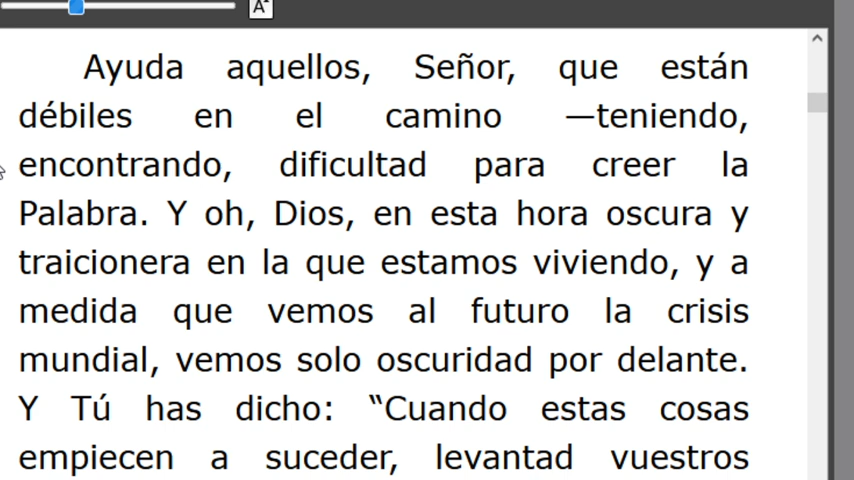 A
Ayuda aquellos, Señor, que están
débiles en el camino —teniendo,
encontrando, dificultad para creer la
Palabra. Y oh, Dios, en esta hora oscura y
traicionera en la que estamos viviendo, y a
medida que vemos al futuro la crisis
mundial, vemos solo oscuridad por delante.
Y Tú has dicho: “Cuando estas cosas
empiecen a suceder, levantad vuestros